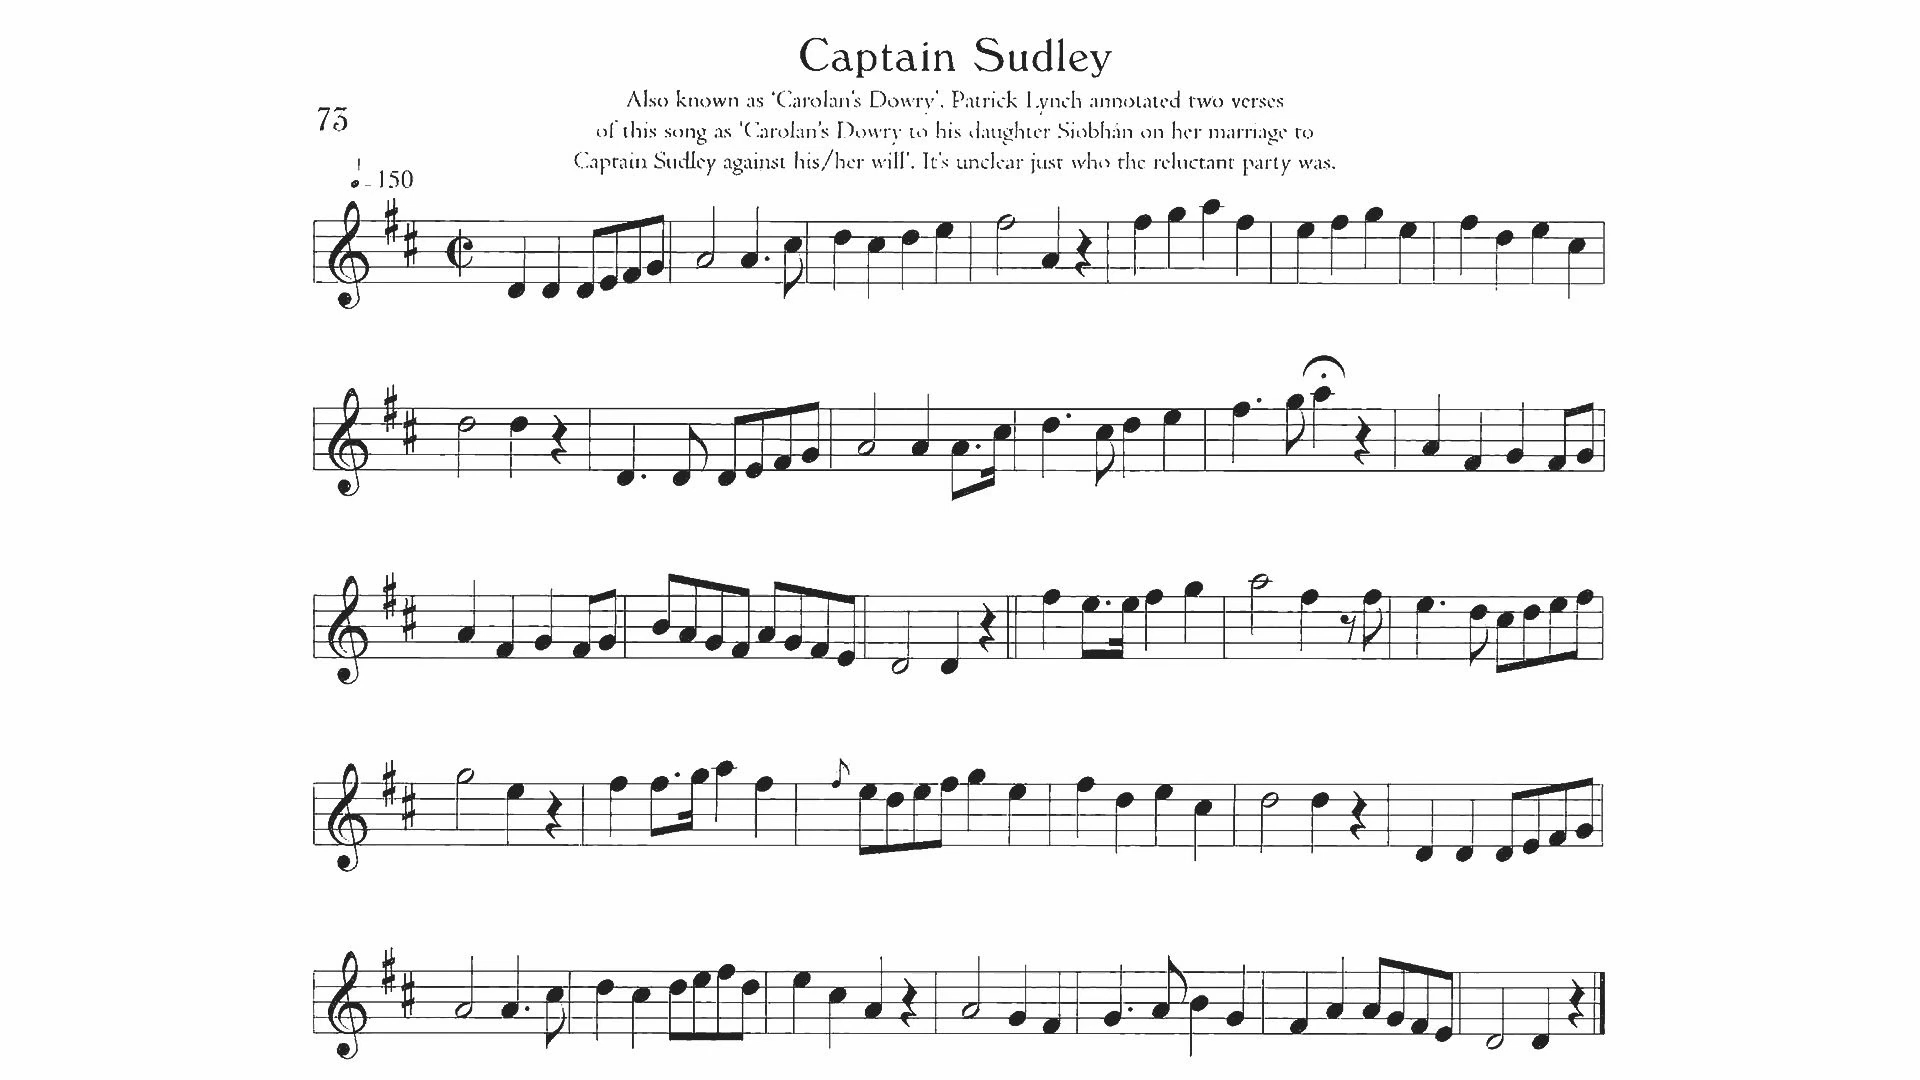 Captain Sudley
Also known as ‘Carolan's Dowry’. Patrick Lynch annotated two verses
73
of this song as ‘Carolan's Dowry to his daughter Siobhán on her marriage to
Captain Sudley against his/her will’. It's unclear just who the reluctant party was.
150